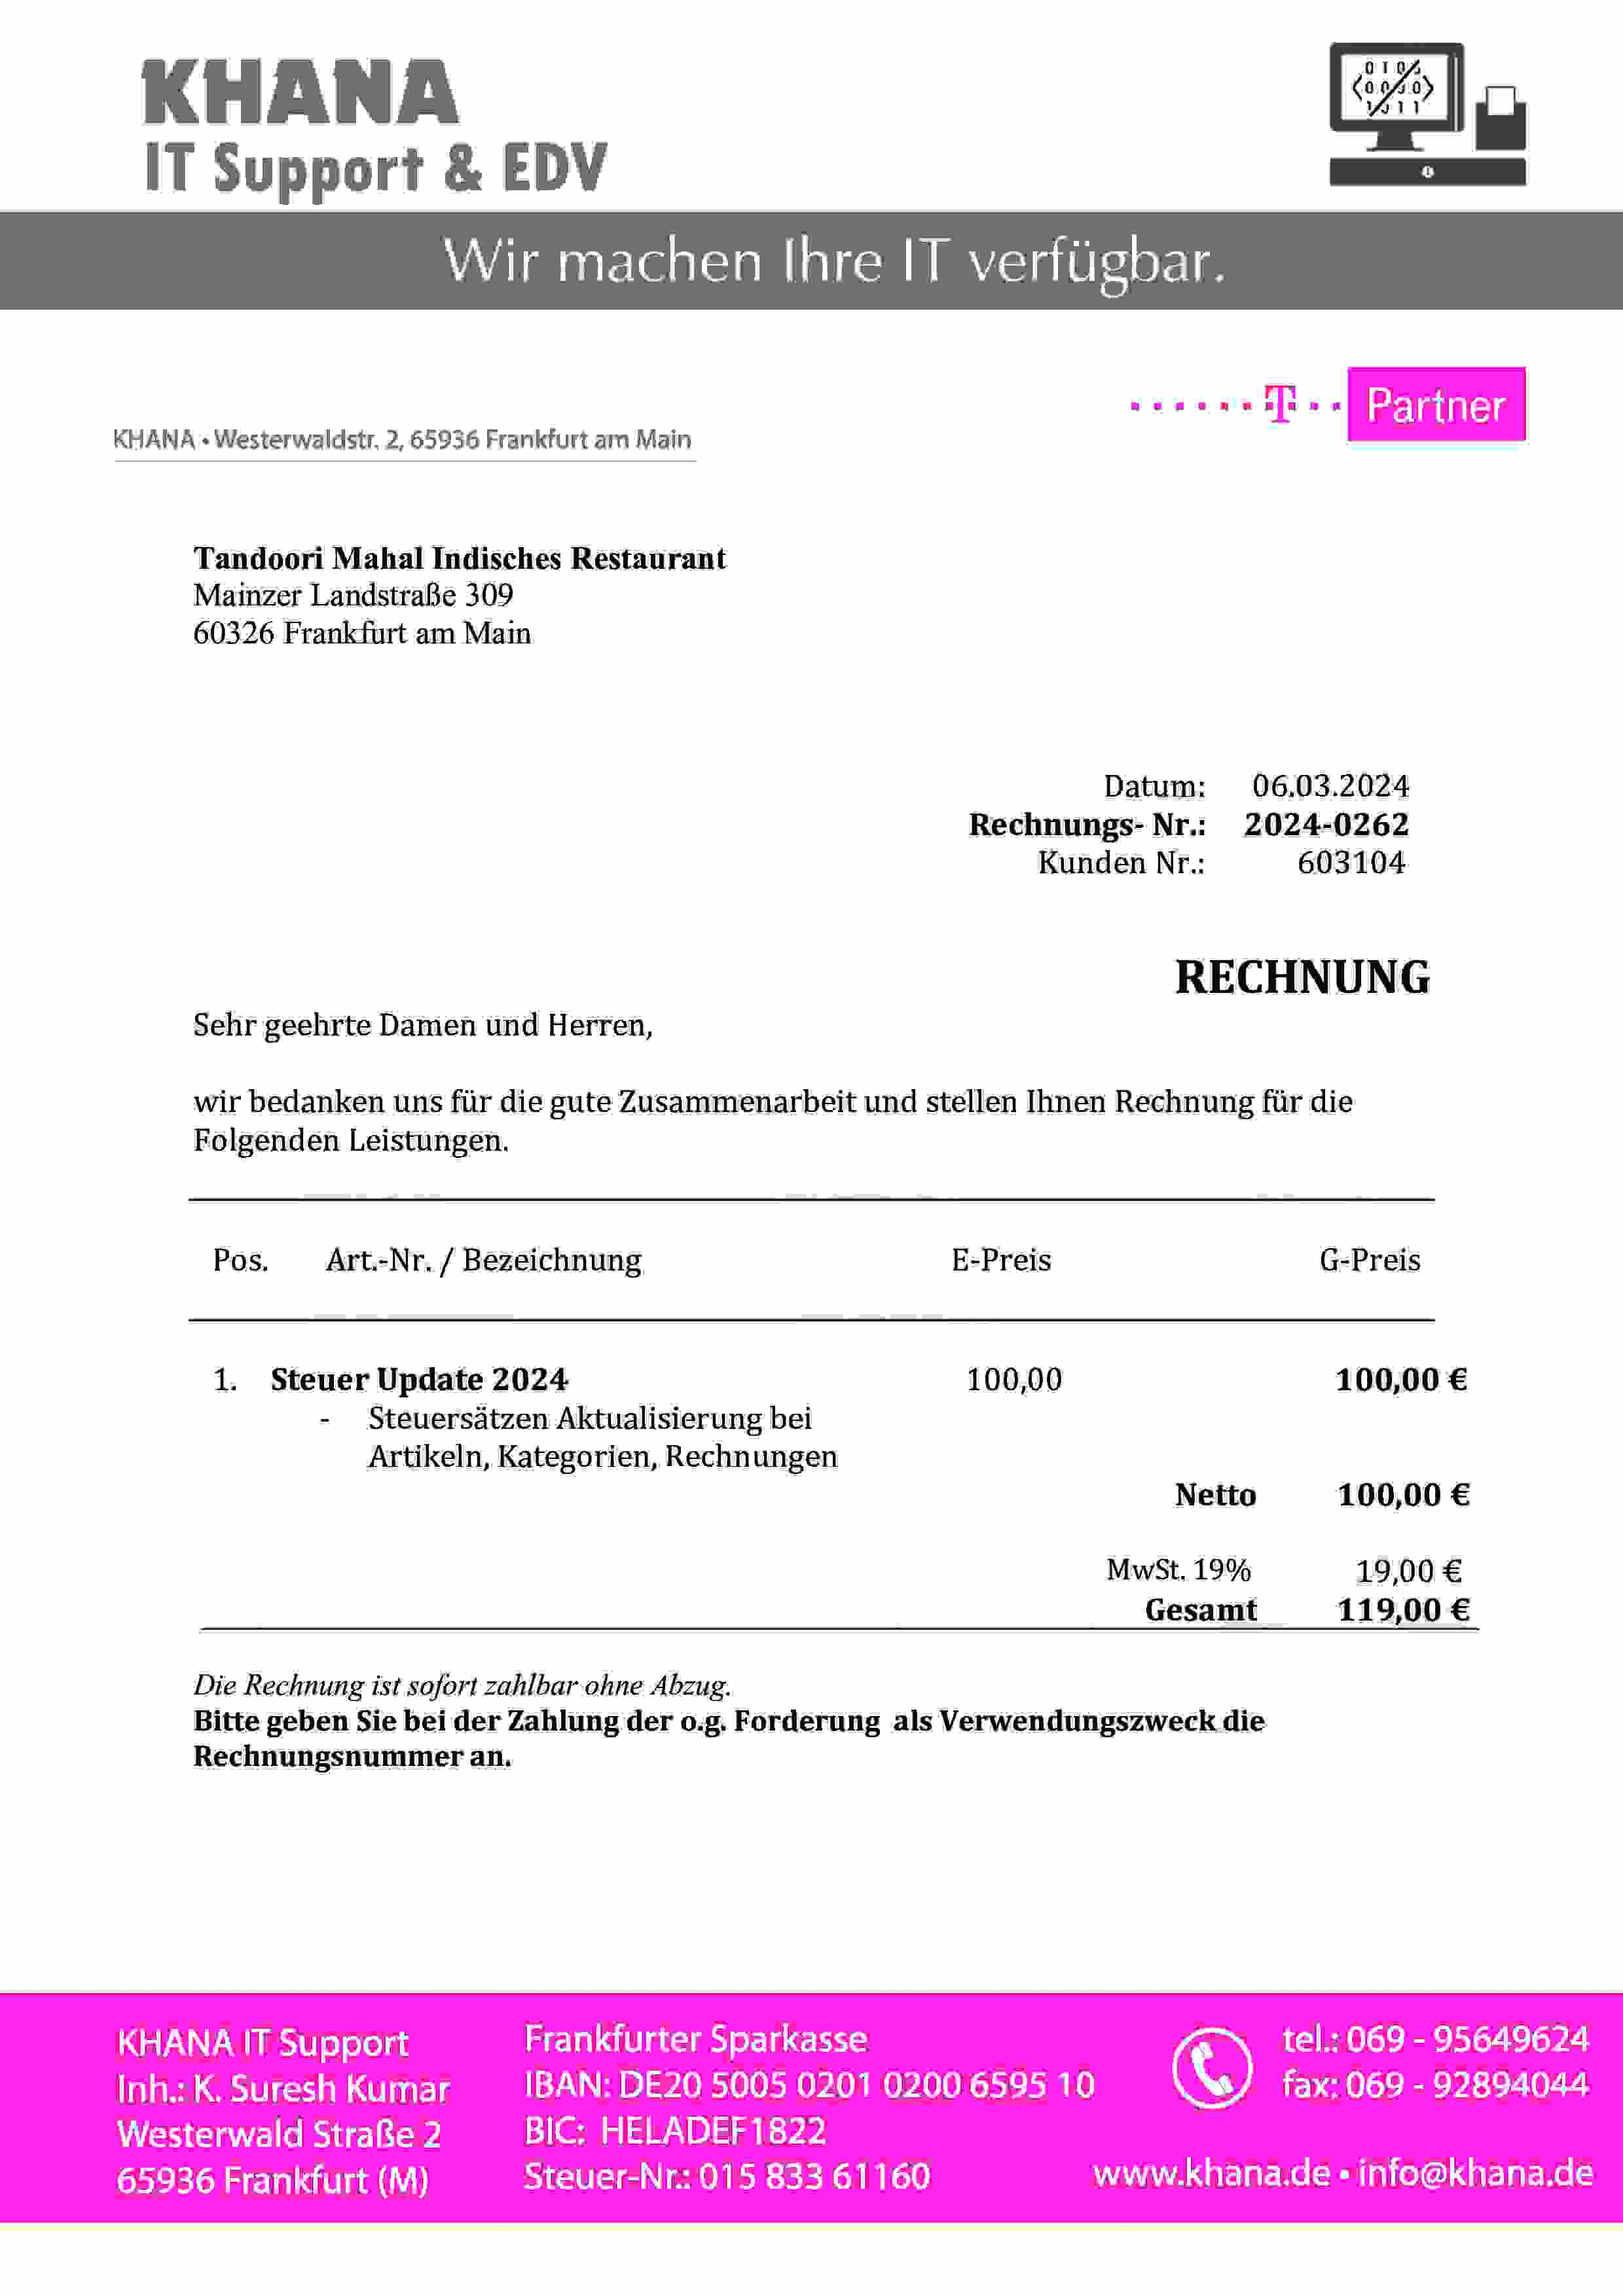 KHANA
IT Support & EDV
Wir machen Ihre IT verfügbar.
T Partner
KHANA • Westerwaldstr. 2, 65936 Frankfurt am Main
Tandoori Mahal Indisches Restaurant
Mainzer Landstraße 309
60326 Frankfurt am Main
Datum: 06.03.2024
Rechnungs- Nr.: 2024-0262
Kunden Nr.: 603104
RECHNUNG
Sehr geehrte Damen und Herren,
wir bedanken uns für die gute Zusammenarbeit und stellen Ihnen Rechnung für die
Folgenden Leistungen.
Pos. Art.-Nr. / Bezeichnung E-Preis G-Preis
1. Steuer Update 2024 100,00 100,00 €
- Steuersätzen Aktualisierung bei
Artikeln, Kategorien, Rechnungen
Netto 100,00 €
MwSt. 19% 19,00 €
Gesamt 119,00 €
Die Rechnung ist sofort zahlbar ohne Abzug.
Bitte geben Sie bei der Zahlung der o.g. Forderung als Verwendungszweck die
Rechnungsnummer an.
KHANA IT Support
Inh.: K. Suresh Kumar
Westerwald Straße 2
65936 Frankfurt (M)
Frankfurter Sparkasse
IBAN: DE20 5005 0201 0200 6595 10
BIC: HELADEF1822
Steuer-Nr.: 015 833 61160
tel.: 069 - 95649624
fax: 069 - 92894044
www.khana.de • info@khana.de